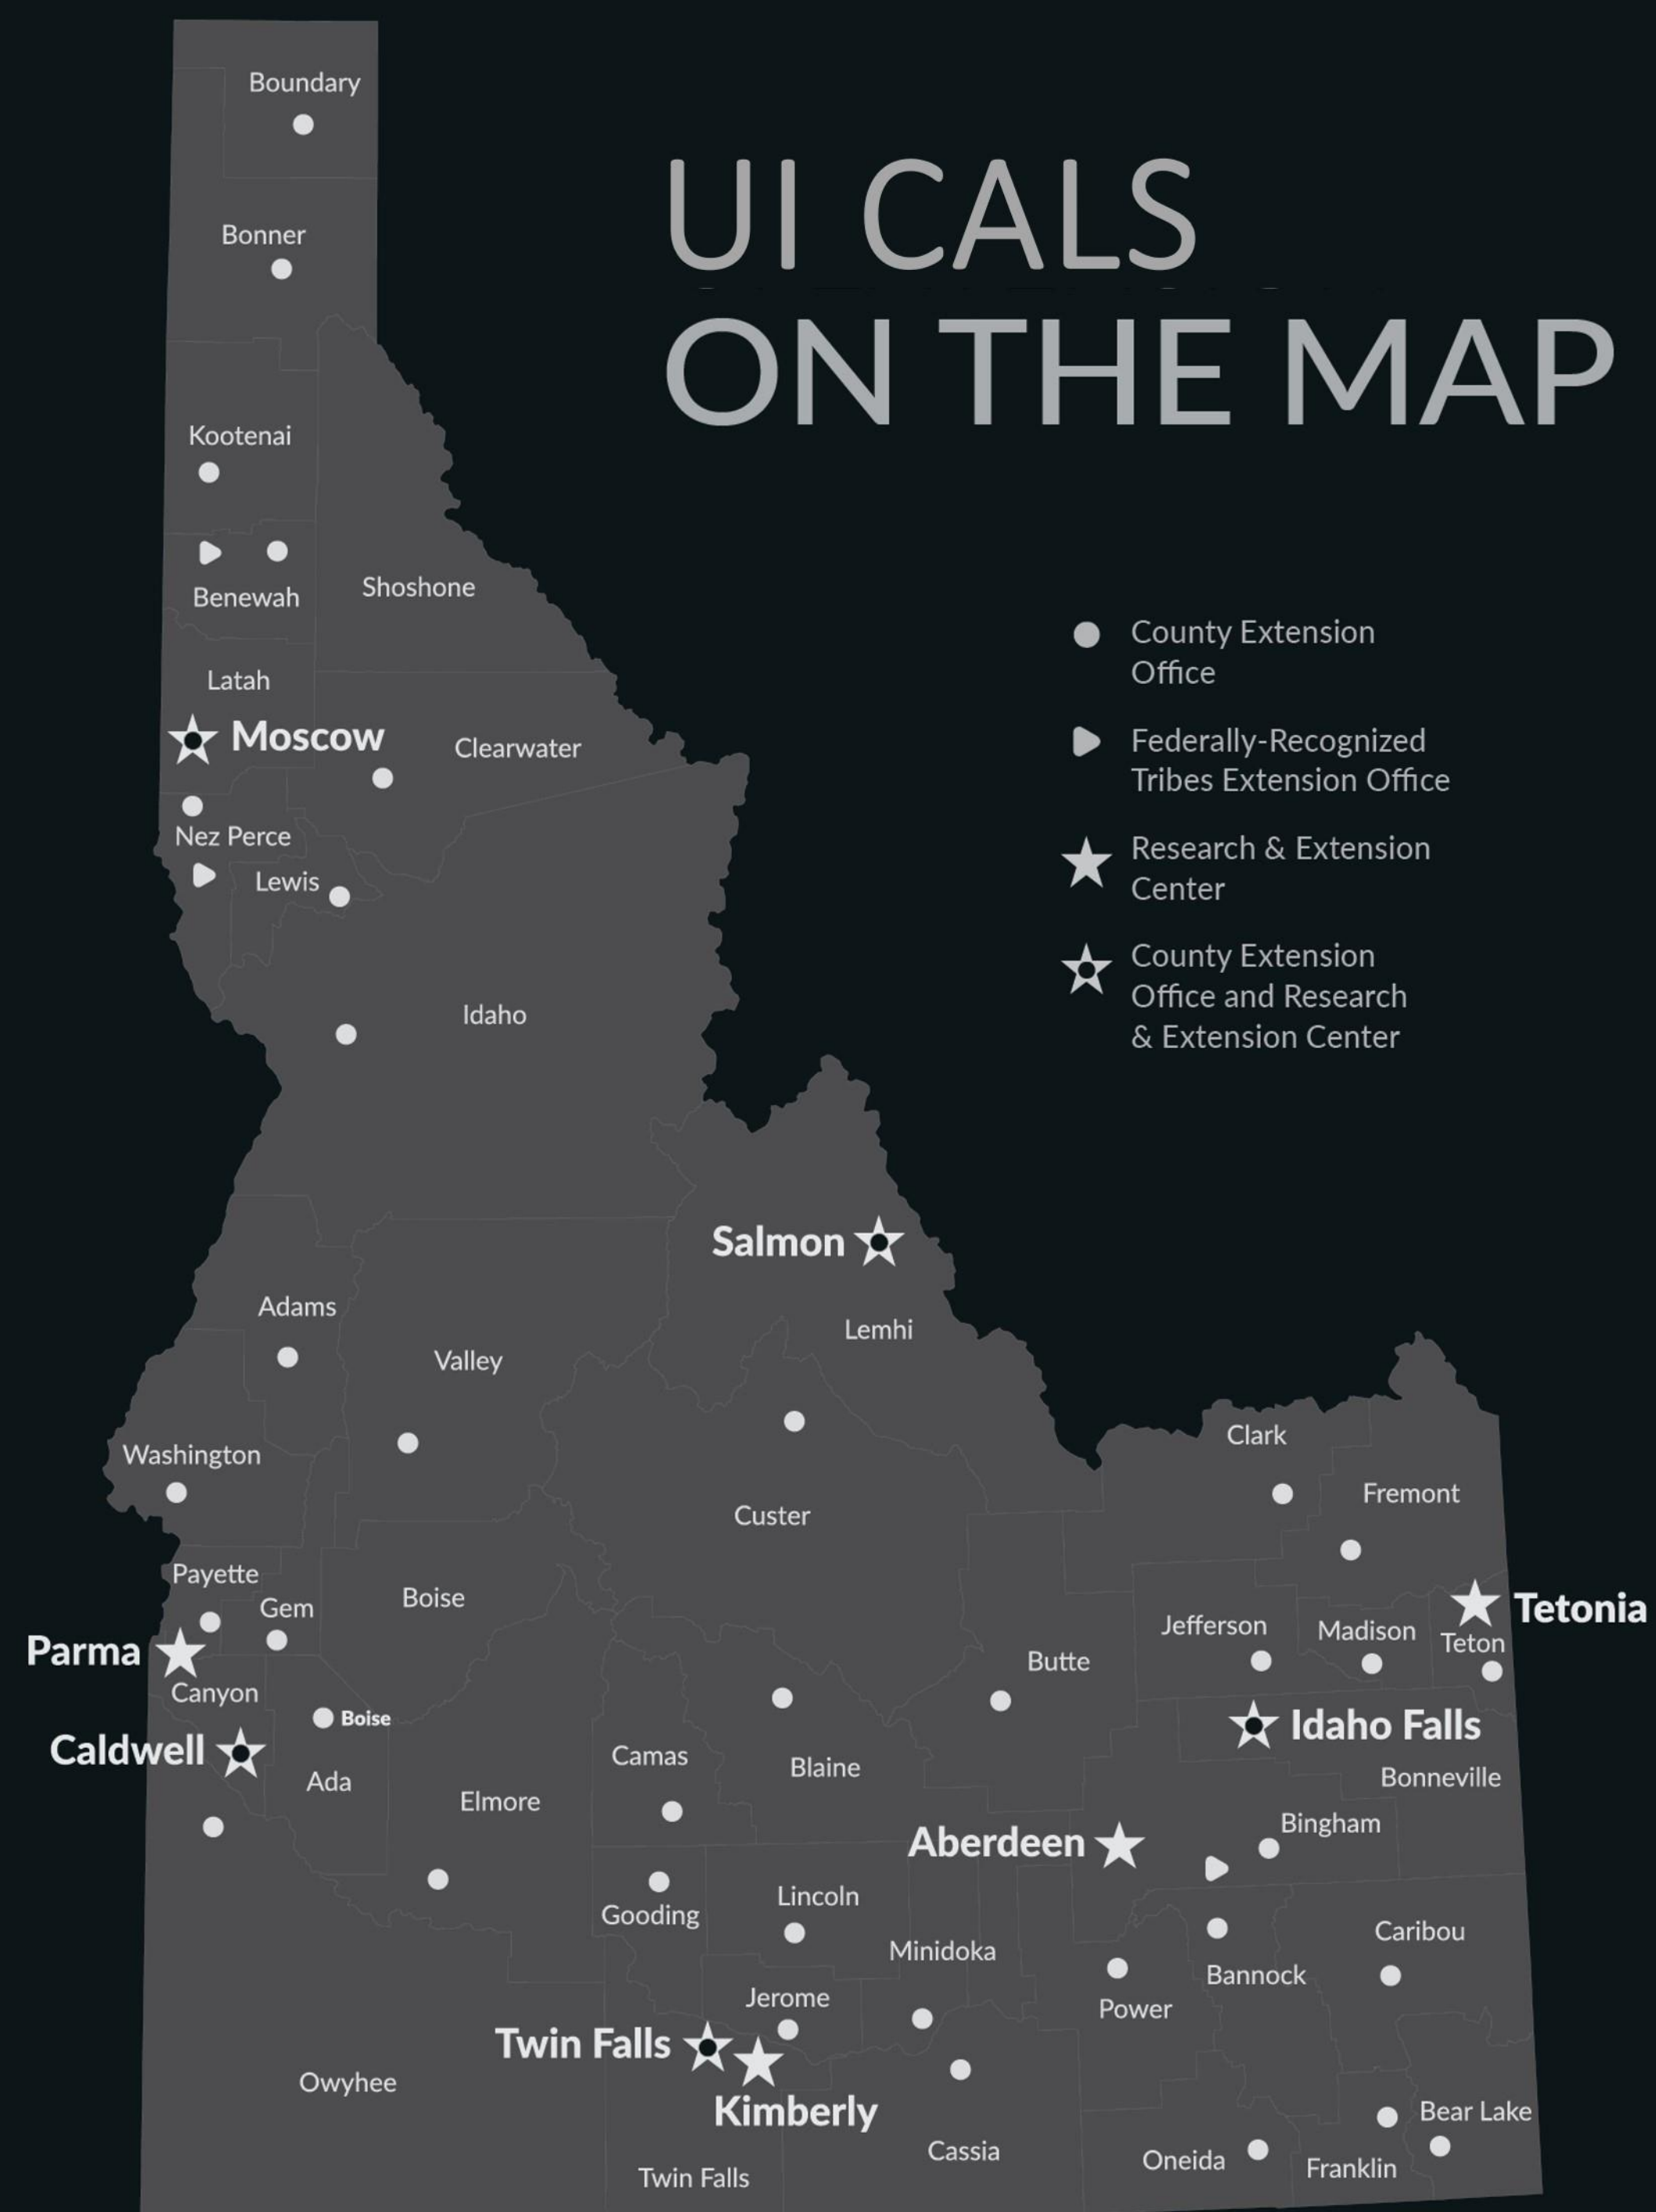 UI CALS
ON THE MAP
Boundary
Bonner
Kootenai
Benewah
Shoshone
County Extension
Office
Latah
Moscow
Clearwater
Federally-Recognized
Tribes Extension Office
Nez Perce
Lewis
Research & Extension
Center
County Extension
Office and Research
& Extension Center
Idaho
Salmon
Adams
Lemhi
Valley
Clark
Washington
Fremont
Custer
Payette
Boise
Gem
Tetonia
Jefferson
Madison
Teton
Parma
Butte
Canyon
Boise
Idaho Falls
Caldwell
Camas
Blaine
Ada
Bonneville
Elmore
Bingham
Aberdeen
Lincoln
Gooding
Caribou
Minidoka
Bannock
Jerome
Power
Twin Falls
Owyhee
Kimberly
Bear Lake
Cassia
Oneida
Franklin
Twin Falls